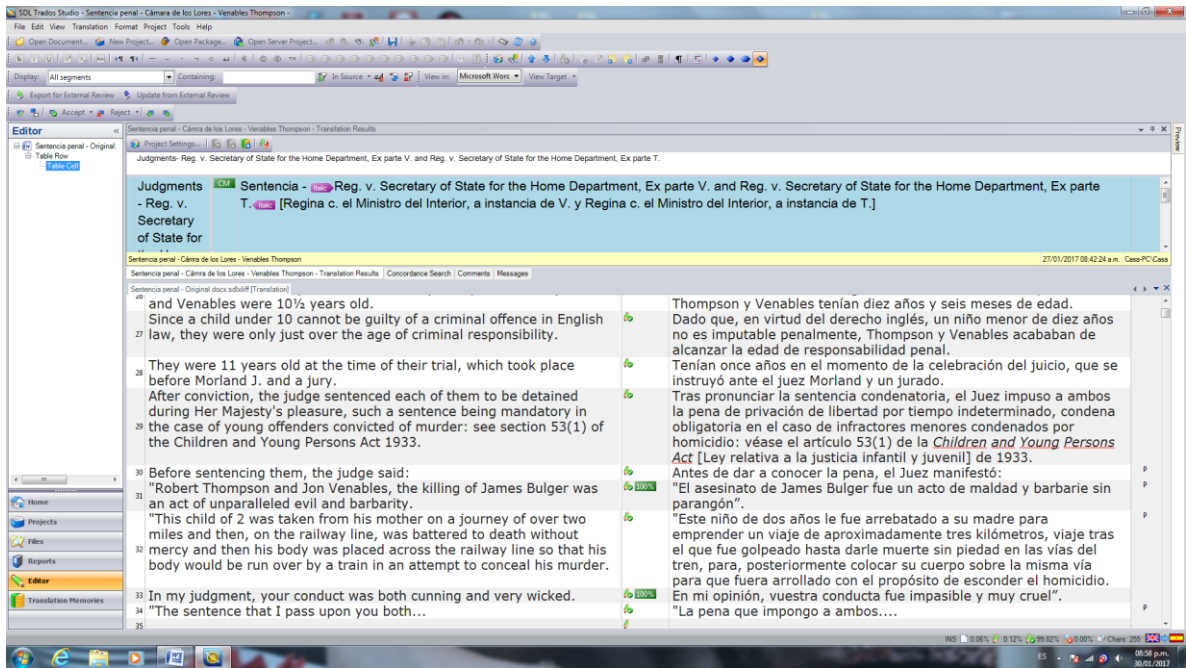 SDL Trados Studio - Sentencia penal - Cámara de los Lores - Venables Thompson -
File Edit View Translation Format Project Tools Help
Open Document... New Project... Open Package... Open Server Project...
Display: All segments Containing: In Source View in: Microsoft Worc View Target
Export for External Review Update from External Review
Accept Reject
Editor
Sentencia penal - Original.
Table Row
Table Cell
Home
Projects
Files
Reports
Editor
Translation Memories
Sentencia penal - Cámra de los Lores - Venables Thompson - Translation Results
Project Settings...
Judgments- Reg. v. Secretary of State for the Home Department, Ex parte V. and Reg. v. Secretary of State for the Home Department, Ex parte T.
Judgments
- Reg. v.
Secretary
of State for
CM
Sentencia - Italic Reg. v. Secretary of State for the Home Department, Ex parte V. and Reg. v. Secretary of State for the Home Department, Ex parte
T. Italic [Regina c. el Ministro del Interior, a instancia de V. y Regina c. el Ministro del Interior, a instancia de T.]
Sentencia penal - Cámra de los Lores - Venables Thompson 27/01/2017 08:42:24 a.m. Casa-PC\Casa
Sentencia penal - Cámra de los Lores - Venables Thompson - Translation Results Concordance Search Comments Messages
Sentencia penal - Original.docx.sdlxliff [Translation]
and Venables were 10½ years old.
Thompson y Venables tenían diez años y seis meses de edad.
27
Since a child under 10 cannot be guilty of a criminal offence in English
law, they were only just over the age of criminal responsibility.
Dado que, en virtud del derecho inglés, un niño menor de diez años
no es imputable penalmente, Thompson y Venables acababan de
alcanzar la edad de responsabilidad penal.
28
They were 11 years old at the time of their trial, which took place
before Morland J. and a jury.
Tenían once años en el momento de la celebración del juicio, que se
instruyó ante el juez Morland y un jurado.
29
After conviction, the judge sentenced each of them to be detained
during Her Majesty's pleasure, such a sentence being mandatory in
the case of young offenders convicted of murder: see section 53(1) of
the Children and Young Persons Act 1933.
Tras pronunciar la sentencia condenatoria, el Juez impuso a ambos
la pena de privación de libertad por tiempo indeterminado, condena
obligatoria en el caso de infractores menores condenados por
homicidio: véase el artículo 53(1) de la Children and Young Persons
Act [Ley relativa a la justicia infantil y juvenil] de 1933.
30
Before sentencing them, the judge said:
Antes de dar a conocer la pena, el Juez manifestó:
P
31
"Robert Thompson and Jon Venables, the killing of James Bulger was
an act of unparalleled evil and barbarity.
100%
"El asesinato de James Bulger fue un acto de maldad y barbarie sin
parangón”.
P
32
"This child of 2 was taken from his mother on a journey of over two
miles and then, on the railway line, was battered to death without
mercy and then his body was placed across the railway line so that his
body would be run over by a train in an attempt to conceal his murder.
"Este niño de dos años le fue arrebatado a su madre para
emprender un viaje de aproximadamente tres kilómetros, viaje tras
el que fue golpeado hasta darle muerte sin piedad en las vías del
tren, para, posteriormente colocar su cuerpo sobre la misma vía
para que fuera arrollado con el propósito de esconder el homicidio.
P
33
In my judgment, your conduct was both cunning and very wicked.
100%
En mi opinión, vuestra conducta fue impasible y muy cruel”.
34
"The sentence that I pass upon you both...
"La pena que impongo a ambos....
P
35
Preview
INS 0.06% 0.12% 99.82% 0.00% Chars: 255
ES 08:58 p.m.
30/01/2017